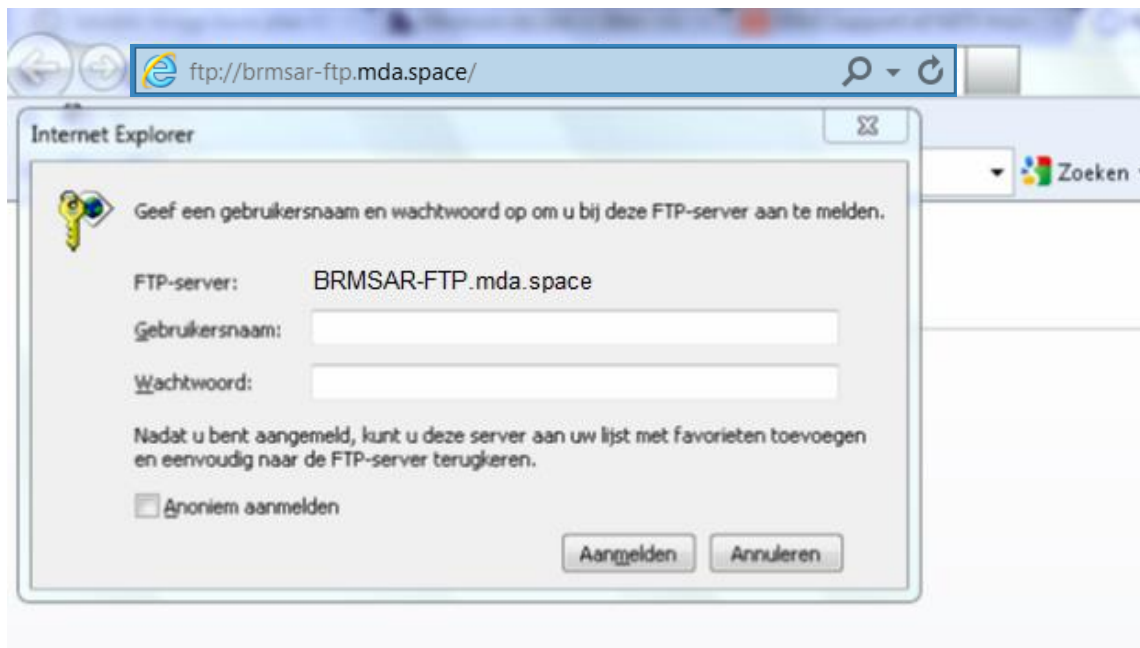 ftp://brmsar-ftp.mda.space/
Internet Explorer
Zoeken
Geef een gebruikersnaam en wachtwoord op om u bij deze FTP-server aan te melden.
FTP-server: BRMSAR-FTP.mda.space
Gebruikersnaam:
Wachtwoord:
Nadat u bent aangemeld, kunt u deze server aan uw lijst met favorieten toevoegen
en eenvoudig naar de FTP-server terugkeren.
Anoniem aanmelden
Aanmelden Annuleren